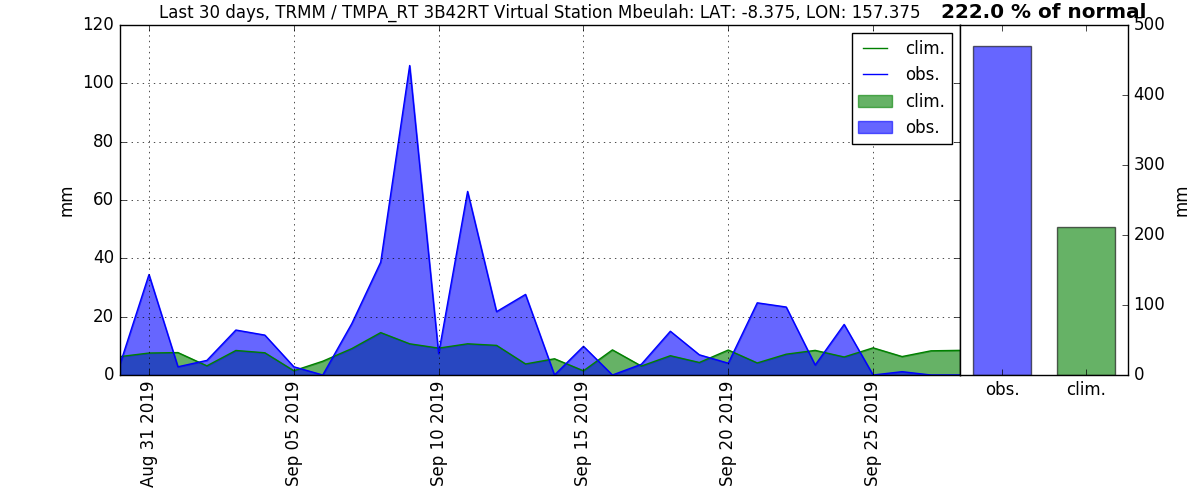 Last 30 days, TRMM / TMPA_RT 3B42RT Virtual Station Mbeulah: LAT: -8.375, LON: 157.375
222.0 % of normal
120
100
80
60
40
20
0
mm
clim.
obs.
clim.
obs.
Aug 31 2019
Sep 05 2019
Sep 10 2019
Sep 15 2019
Sep 20 2019
Sep 25 2019
500
400
300
200
100
0
mm
obs.
clim.